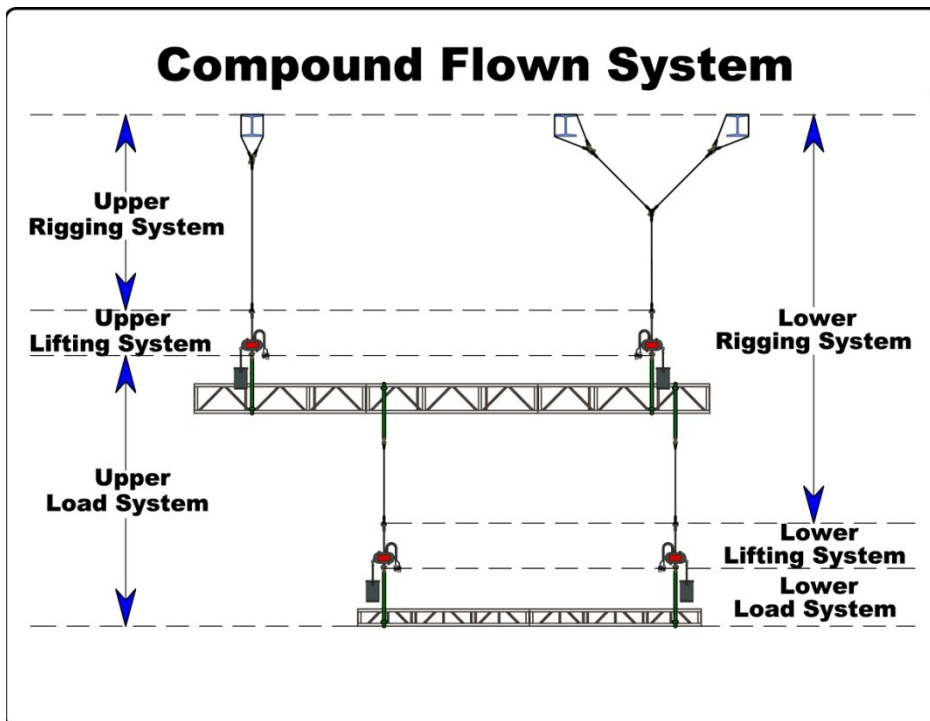 Compound Flown System
Upper
Rigging System
Upper
Lifting System
Upper
Load System
Lower
Rigging System
Lower
Lifting System
Lower
Load System